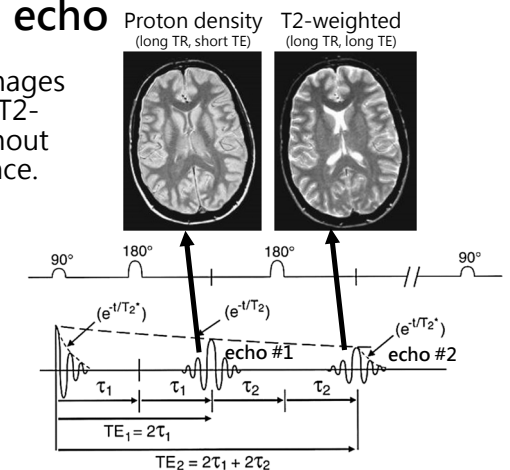 echo
Proton density
(long TR, short TE)
T2-weighted
(long TR, long TE)
nages
T2-
hout
nce.
90°
180°
180°
90°
(e-t/T2*)
(e-t/T2)
(e-t/T2*)
echo #1
echo #2
τ1
τ1
τ2
τ2
TE1 = 2τ1
TE2 = 2τ1 + 2τ2